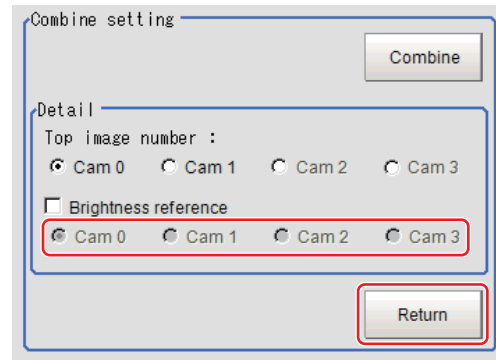 Combine setting
Combine
Detail
Top image number :
Cam 0 Cam 1 Cam 2 Cam 3
Brightness reference
Cam 0 Cam 1 Cam 2 Cam 3
Return